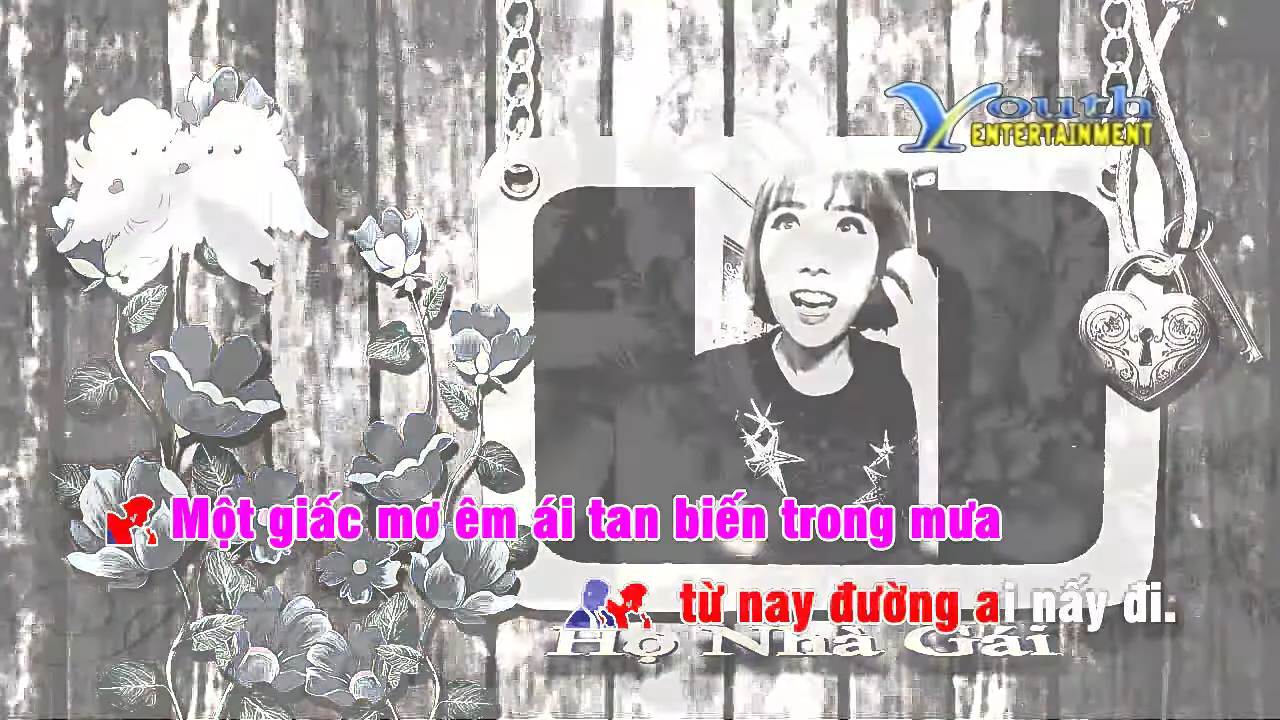 Youth
ENTERTAINMENT
Một giấc mơ êm ái tan biến trong mưa
từ nay đường ai nấy đi.
Họ Nhà Gái